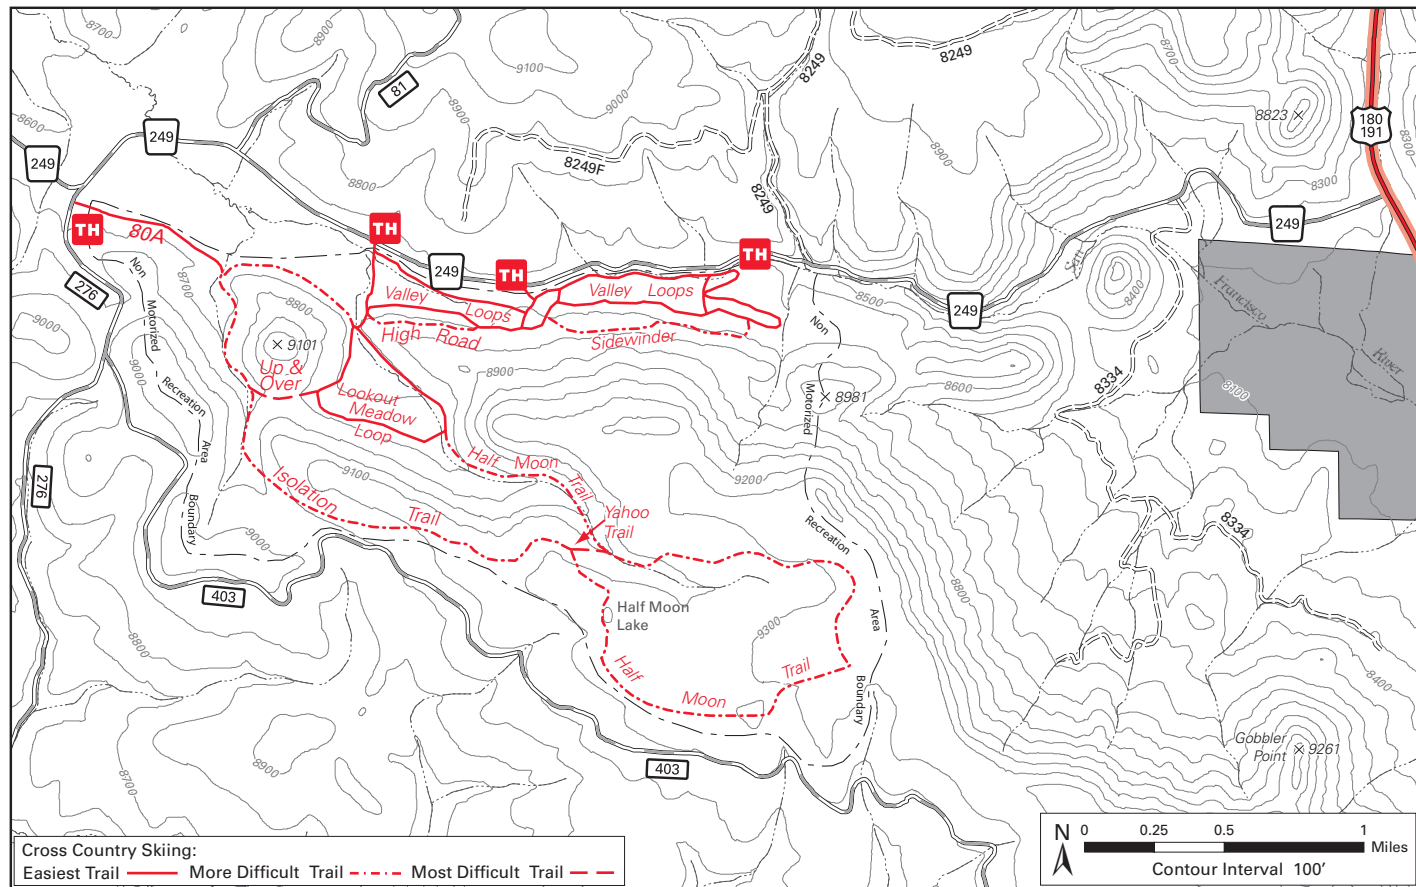 8700
8900
9100
81
8249
8249
9000
8900
8600
249
249
8249F
8800
8249
8900
8823
8700
180
191
8300
8300
249
TH
80A
TH
249
TH
TH
Non
Motorized
Recreation
Area
Boundary
276
8700
8800
9101
Up &
Over
Valley
Loops
Valley Loops
High Road
Sidewinder
8500
Non
Motorized
249
San
Francisco
River
8400
8100
9000
9000
8900
8981
8600
8334
Lookout
Meadow
Loop
Half Moon
Trail
9100
Isolation
Trail
Yahoo
Trail
9200
Recreation
Area
Boundary
276
9000
403
8334
8800
Half Moon
Lake
9300
Half
Moon
Trail
8800
8400
Gobbler
Point
9261
8700
8900
403
Cross Country Skiing:
Easiest Trail More Difficult Trail Most Difficult Trail
N
0 0.25 0.5 1
Miles
Contour Interval 100'